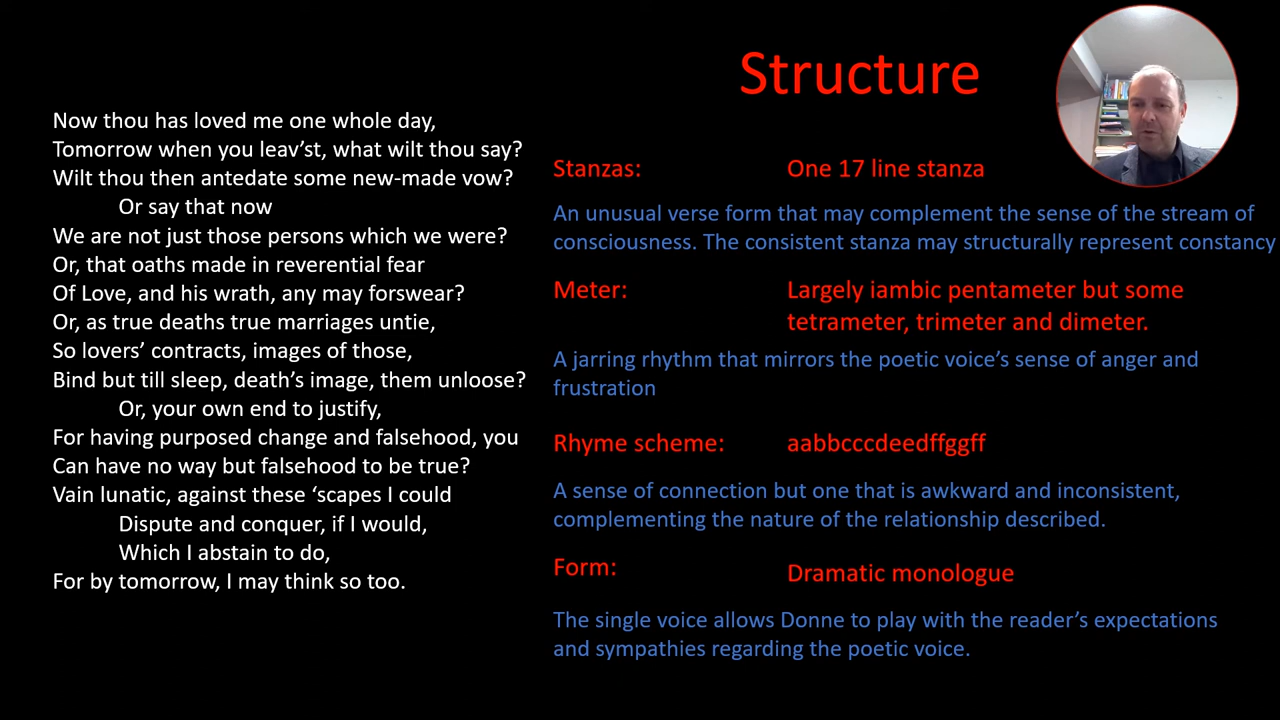 Structure
Now thou has loved me one whole day,
Tomorrow when you leav’st, what wilt thou say?
Wilt thou then antedate some new-made vow?
Or say that now
We are not just those persons which we were?
Or, that oaths made in reverential fear
Of Love, and his wrath, any may forswear?
Or, as true deaths true marriages untie,
So lovers’ contracts, images of those,
Bind but till sleep, death’s image, them unloose?
Or, your own end to justify,
For having purposed change and falsehood, you
Can have no way but falsehood to be true?
Vain lunatic, against these ‘scapes I could
Dispute and conquer, if I would,
Which I abstain to do,
For by tomorrow, I may think so too.
Stanzas: One 17 line stanza
An unusual verse form that may complement the sense of the stream of
consciousness. The consistent stanza may structurally represent constancy
Meter: Largely iambic pentameter but some
tetrameter, trimeter and dimeter.
A jarring rhythm that mirrors the poetic voice’s sense of anger and
frustration
Rhyme scheme: aabbcccdeedffggff
A sense of connection but one that is awkward and inconsistent,
complementing the nature of the relationship described.
Form: Dramatic monologue
The single voice allows Donne to play with the reader’s expectations
and sympathies regarding the poetic voice.